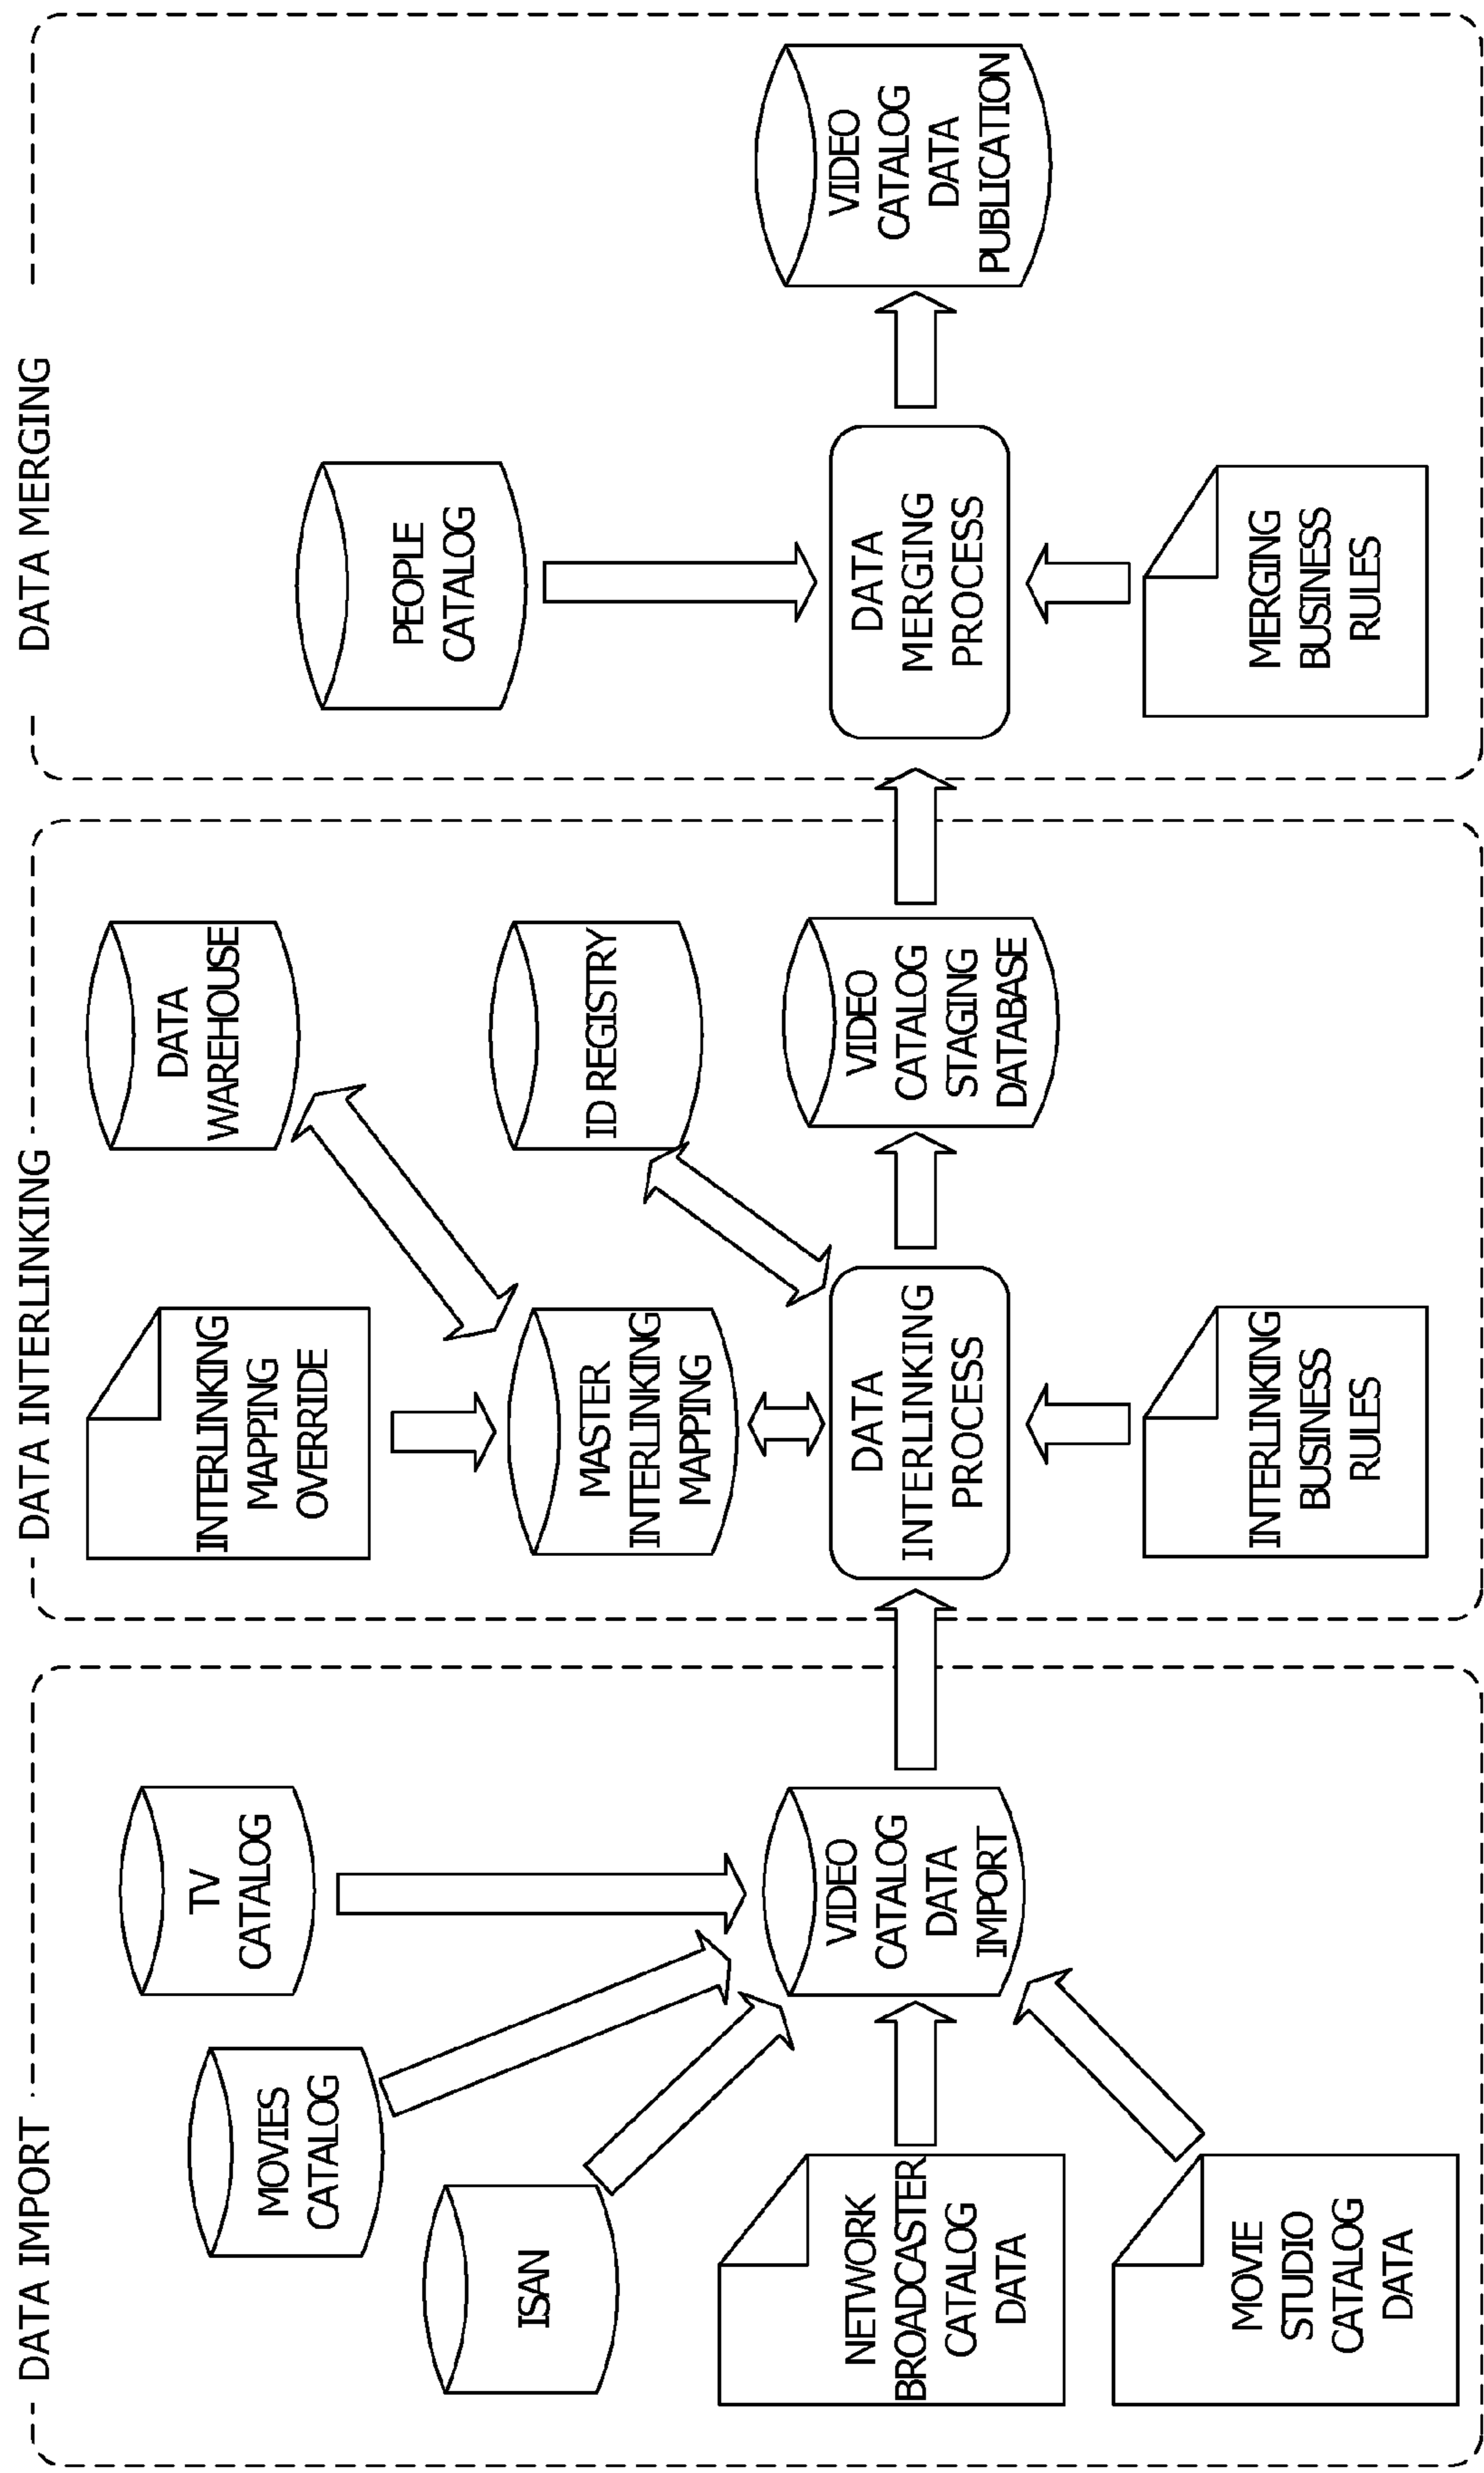 DATA IMPORT
TV
CATALOG
MOVIES
CATALOG
ISAN
NETWORK
BROADCASTER
CATALOG
DATA
MOVIE
STUDIO
CATALOG
DATA
VIDEO
CATALOG
DATA
IMPORT
DATA INTERLINKING
INTERLINKING
MAPPING
OVERRIDE
DATA
WAREHOUSE
MASTER
INTERLINKING
MAPPING
ID REGISTRY
DATA
INTERLINKING
PROCESS
VIDEO
CATALOG
STAGING
DATABASE
INTERLINKING
BUSINESS
RULES
DATA MERGING
PEOPLE
CATALOG
DATA
MERGING
PROCESS
VIDEO
CATALOG
DATA
PUBLICATION
MERGING
BUSINESS
RULES